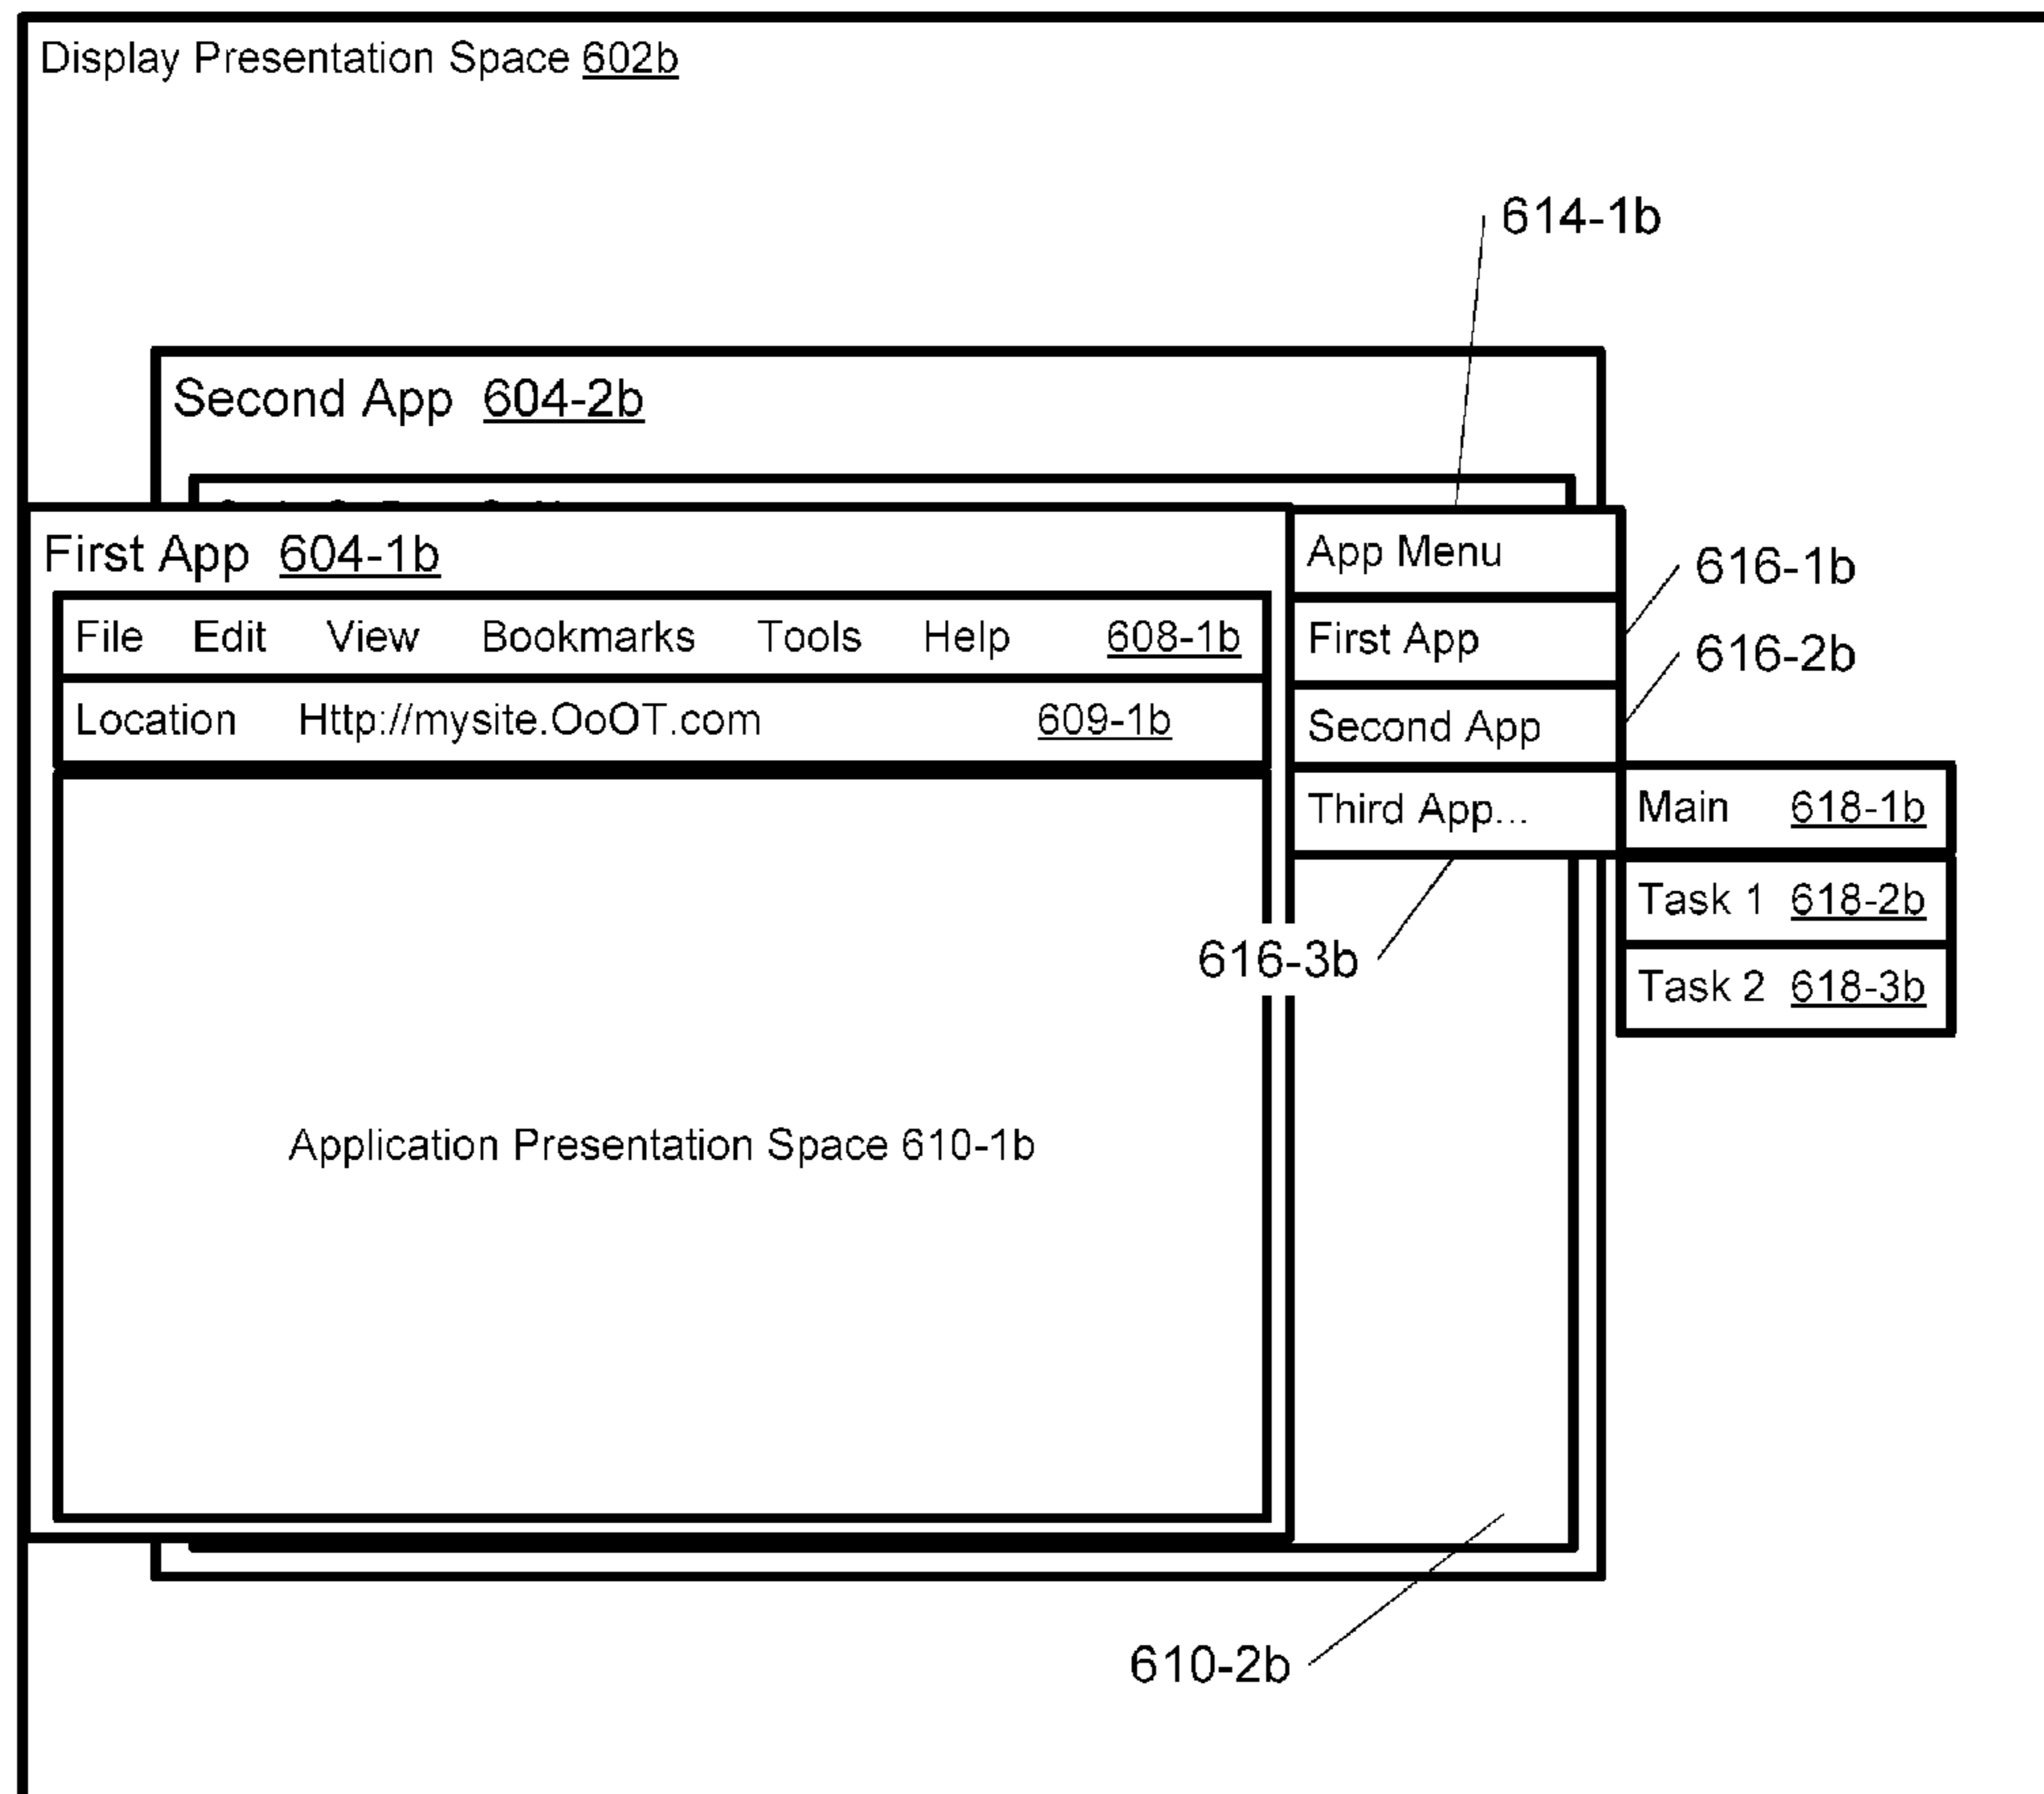 Display Presentation Space 602b
614-1b
Second App 604-2b
First App 604-1b
App Menu
616-1b
File Edit View Bookmarks Tools Help 608-1b
First App
616-2b
Location Http://mysite.OoOT.com 609-1b
Second App
Third App...
Main 618-1b
Task 1 618-2b
616-3b
Task 2 618-3b
Application Presentation Space 610-1b
610-2b